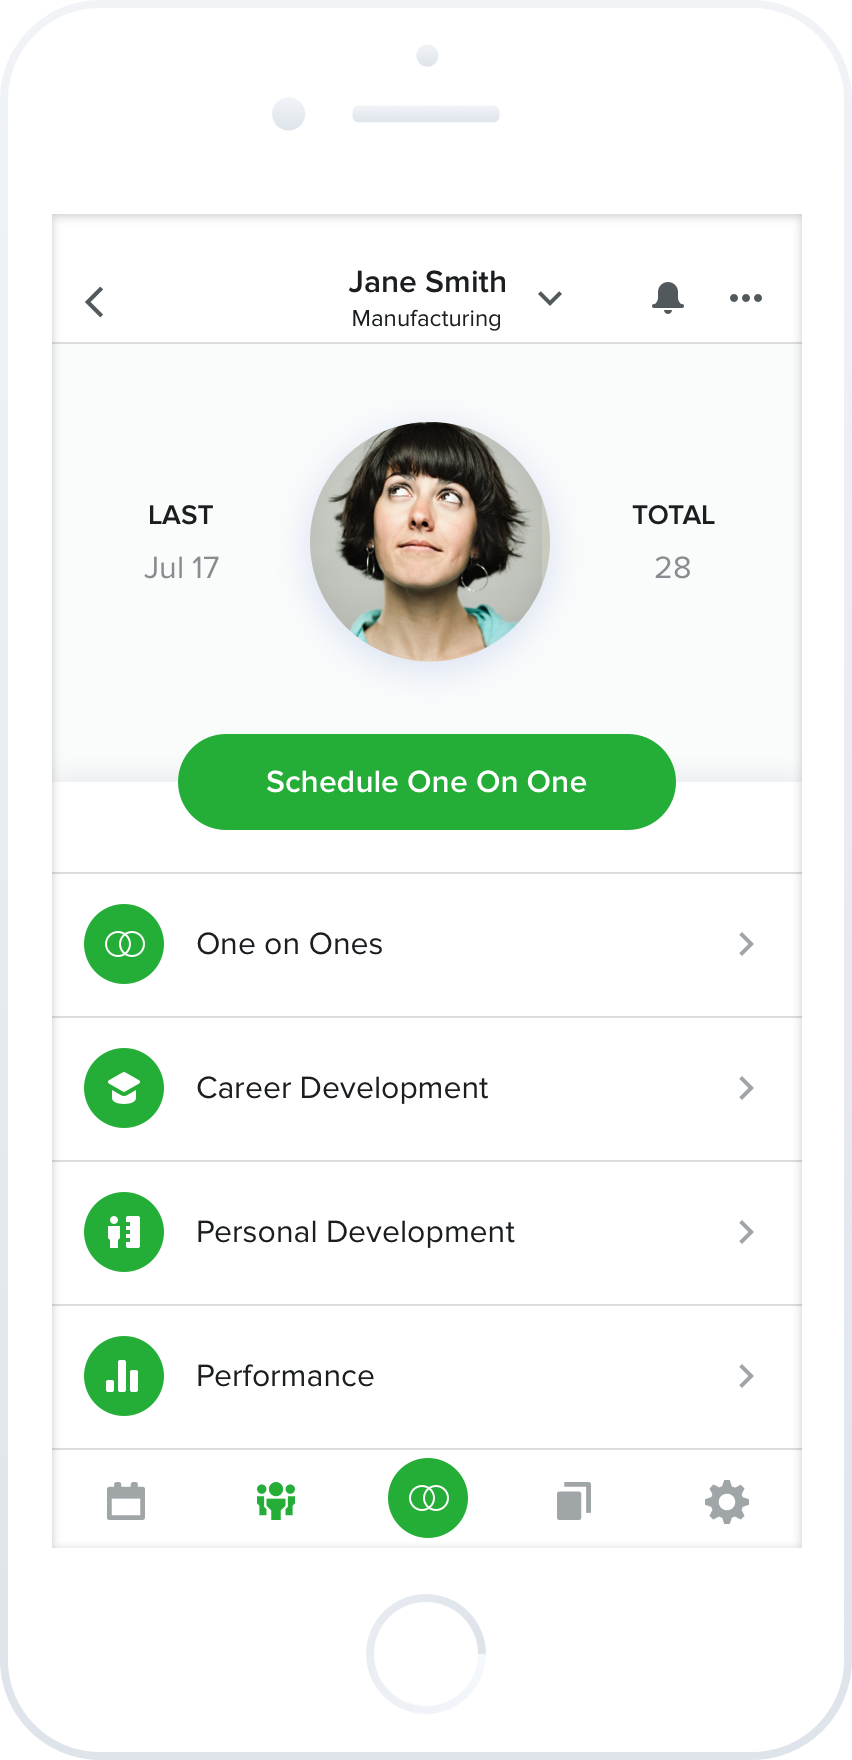 Jane Smith
Manufacturing
LAST
Jul 17
TOTAL
28
Schedule One On One
One on Ones
Career Development
Personal Development
Performance